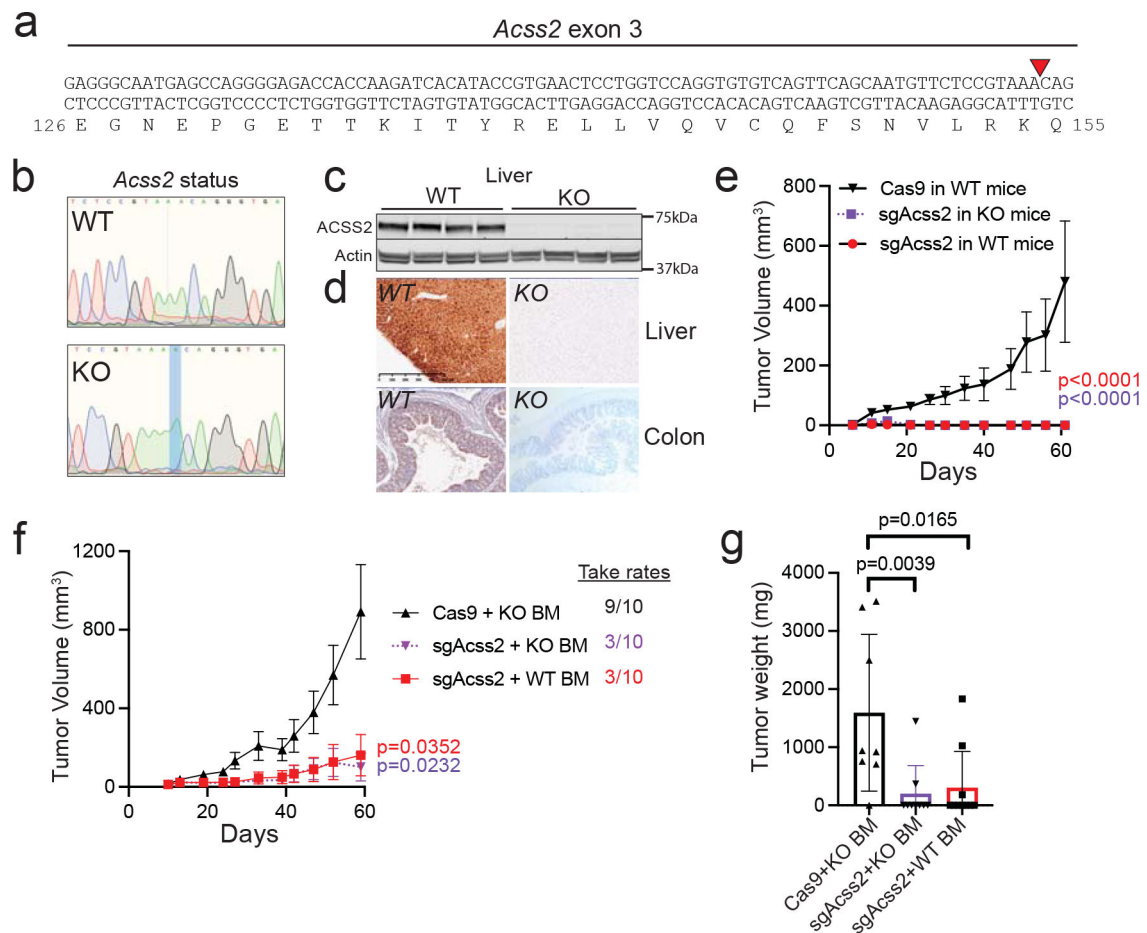 a
Acss2 exon 3
GAGGGCAATGAGCCAGGGGAGACCACCAAGATCACATACCGTGAACTCCTGGTCCAGGTGTGTCAGTTCAGCAATGTTCTCCGTAAACAG
CTCCCGTTACTCGGTCCCCTCTGGTGGTTCTAGTGTATGGCACTTGAGGACCAGGTCCACACAGTCAAGTCGTTACAAGAGGCATTTGTC
126 E G N E P G E T T K I T Y R E L L V Q V C Q F S N V L R K Q 155
b
Acss2 status
T C T C C G T A A A C A G G G T G A
WT
T C C G T A A A A C A G G G T G A
KO
c
Liver
WT KO
ACSS2
Actin
75kDa
37kDa
d
WT KO
Liver
WT KO
Colon
e
Tumor Volume (mm³)
800
600
400
200
0
0 20 40 60
Days
Cas9 in WT mice
sgAcss2 in KO mice
sgAcss2 in WT mice
p<0.0001
p<0.0001
f
Tumor Volume (mm³)
1200
800
400
0
0 20 40 60
Days
Take rates
Cas9 + KO BM 9/10
sgAcss2 + KO BM 3/10
sgAcss2 + WT BM 3/10
p=0.0352
p=0.0232
g
p=0.0165
p=0.0039
Tumor weight (mg)
4000
3000
2000
1000
0
Cas9+KO BM
sgAcss2+KO BM
sgAcss2+WT BM